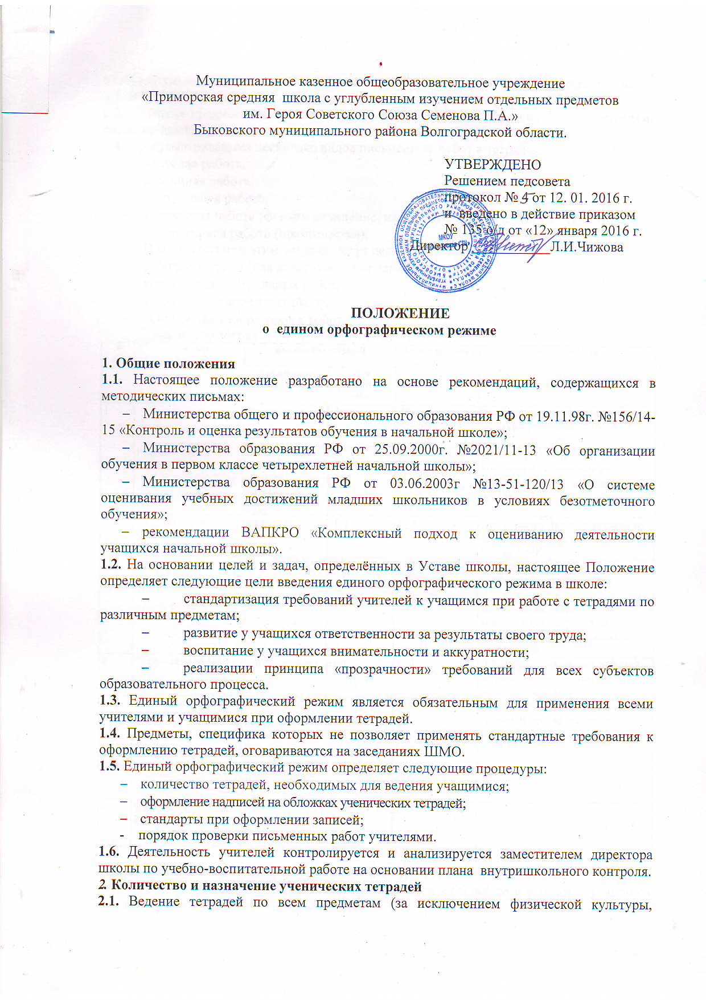 Муниципальное казенное общеобразовательное учреждение
«Приморская средняя школа с углубленным изучением отдельных предметов
им. Героя Советского Союза Семенова П.А.»
Быковского муниципального района Волгоградской области.
УТВЕРЖДЕНО
Решением педсовета
протокол № от 12. 01. 2016 г.
и введено в действие приказом
№ 135 о/д от «12» января 2016 г.
Директор Л.И.Чижова
ПОЛОЖЕНИЕ
о едином орфографическом режиме
1. Общие положения
1.1. Настоящее положение разработано на основе рекомендаций, содержащихся в
методических письмах:
– Министерства общего и профессионального образования РФ от 19.11.98г. №156/14-
15 «Контроль и оценка результатов обучения в начальной школе»;
– Министерства образования РФ от 25.09.2000г. №2021/11-13 «Об организации
обучения в первом классе четырехлетней начальной школы»;
– Министерства образования РФ от 03.06.2003г №13-51-120/13 «О системе
оценивания учебных достижений младших школьников в условиях безотметочного
обучения»;
– рекомендации ВАПКРО «Комплексный подход к оцениванию деятельности
учащихся начальной школы».
1.2. На основании целей и задач, определённых в Уставе школы, настоящее Положение
определяет следующие цели введения единого орфографического режима в школе:
– стандартизация требований учителей к учащимся при работе с тетрадями по
различным предметам;
– развитие у учащихся ответственности за результаты своего труда;
– воспитание у учащихся внимательности и аккуратности;
– реализации принципа «прозрачности» требований для всех субъектов
образовательного процесса.
1.3. Единый орфографический режим является обязательным для применения всеми
учителями и учащимися при оформлении тетрадей.
1.4. Предметы, специфика которых не позволяет применять стандартные требования к
оформлению тетрадей, оговариваются на заседаниях ШМО.
1.5. Единый орфографический режим определяет следующие процедуры:
– количество тетрадей, необходимых для ведения учащимися;
– оформление надписей на обложках ученических тетрадей;
– стандарты при оформлении записей;
- порядок проверки письменных работ учителями.
1.6. Деятельность учителей контролируется и анализируется заместителем директора
школы по учебно-воспитательной работе на основании плана внутришкольного контроля.
2. Количество и назначение ученических тетрадей
2.1. Ведение тетрадей по всем предметам (за исключением физической культуры,